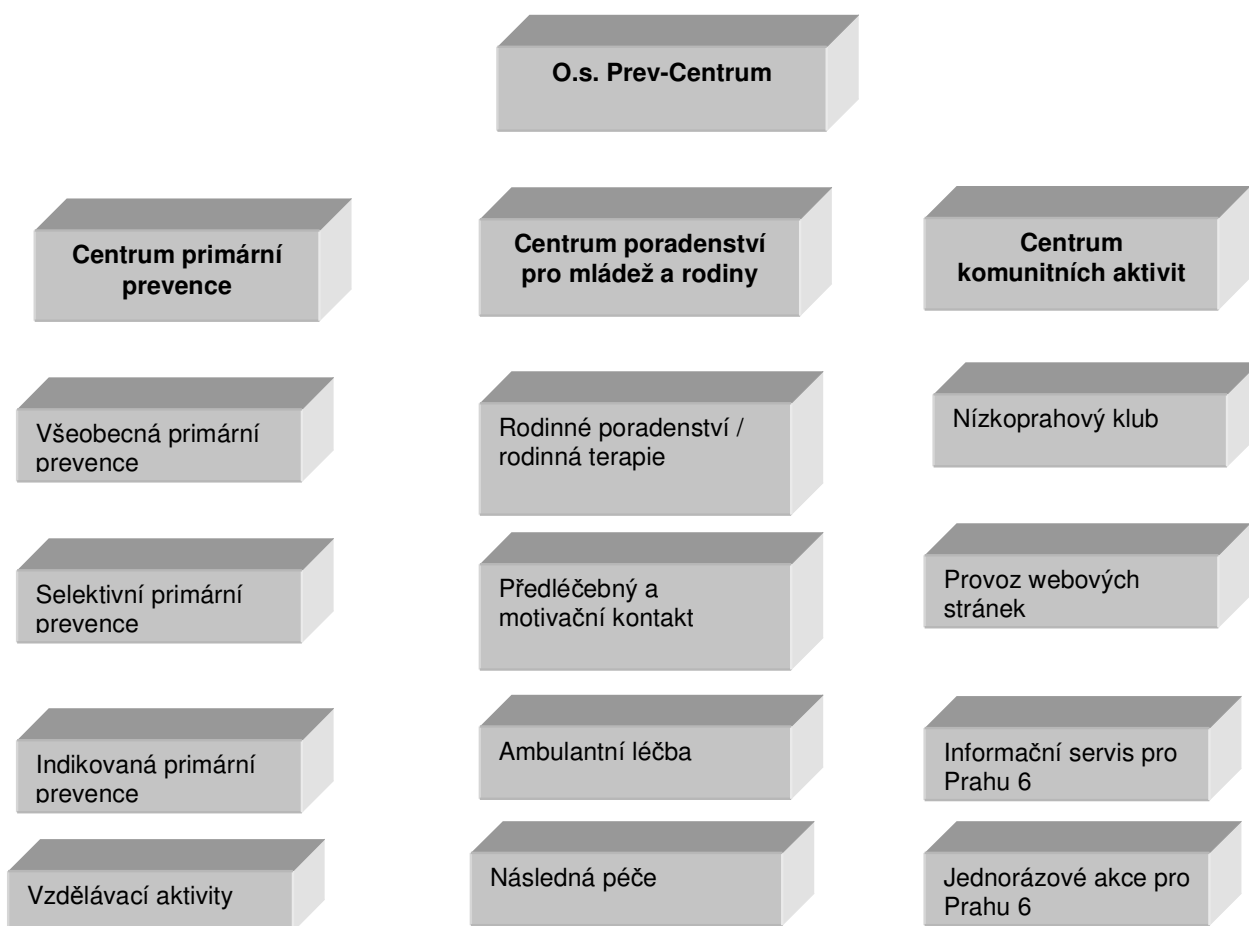 O.s. Prev-Centrum
Centrum primární
prevence
Centrum poradenství
pro mládež a rodiny
Centrum
komunitních aktivit
Všeobecná primární
prevence
Rodinné poradenství /
rodinná terapie
Nízkoprahový klub
Selektivní primární
prevence
Předléčebný a
motivační kontakt
Provoz webových
stránek
Indikovaná primární
prevence
Ambulantní léčba
Informační servis pro
Prahu 6
Vzdělávací aktivity
Následná péče
Jednorázové akce pro
Prahu 6